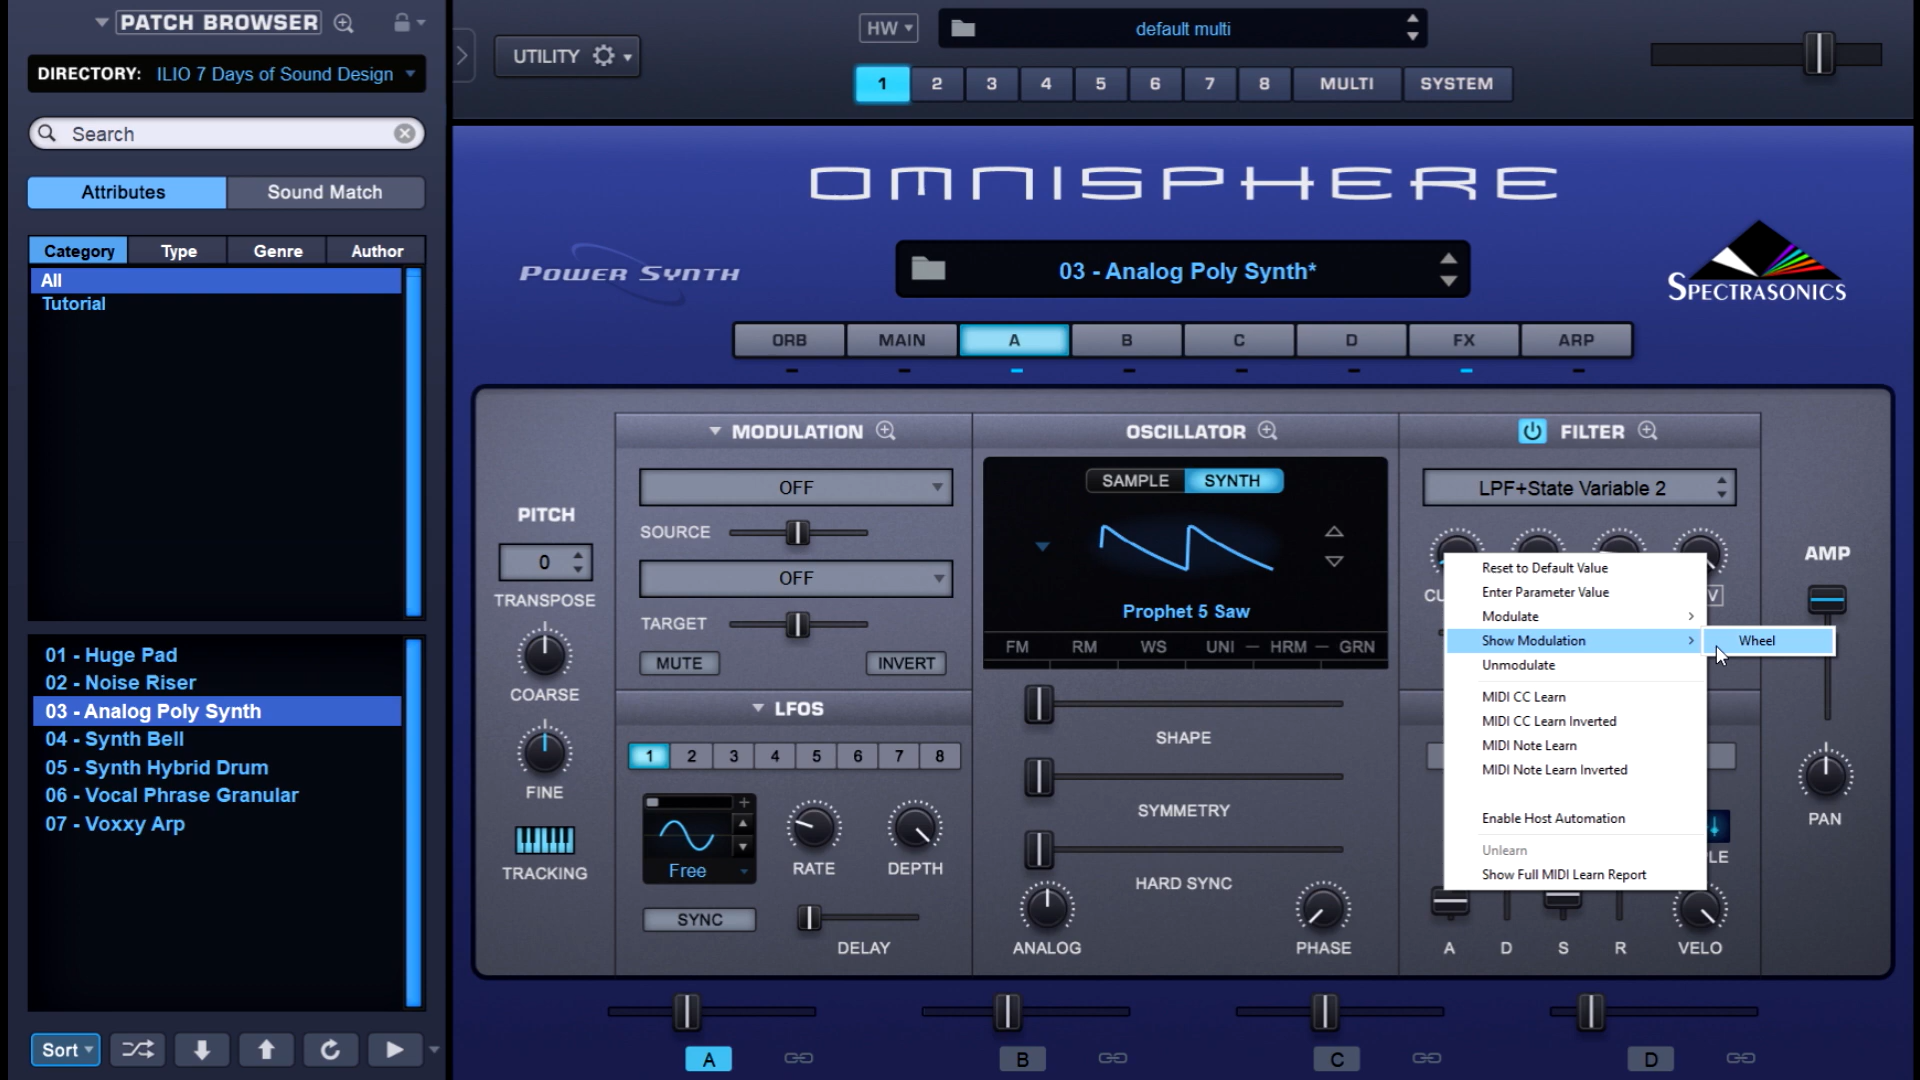 PATCH BROWSER
DIRECTORY: ILIO 7 Days of Sound Design
Search
Attributes Sound Match
Category Type Genre Author
All
Tutorial
01 - Huge Pad
02 - Noise Riser
03 - Analog Poly Synth
04 - Synth Bell
05 - Synth Hybrid Drum
06 - Vocal Phrase Granular
07 - Voxxy Arp
Sort
UTILITY
HW
default multi
1 2 3 4 5 6 7 8 MULTI SYSTEM
OMNISPHERE
POWER SYNTH
03 - Analog Poly Synth*
SPECTRASONICS
ORB MAIN A B C D FX ARP
PITCH
0
TRANSPOSE
COARSE
FINE
TRACKING
MODULATION
OFF
SOURCE
OFF
TARGET
MUTE INVERT
LFOS
1 2 3 4 5 6 7 8
Free
RATE DEPTH
SYNC
DELAY
OSCILLATOR
SAMPLE SYNTH
Prophet 5 Saw
FM RM WS UNI HRM GRN
SHAPE
SYMMETRY
HARD SYNC
ANALOG PHASE
FILTER
LPF+State Variable 2
Reset to Default Value
Enter Parameter Value
Modulate
Show Modulation
Wheel
Unmodulate
MIDI CC Learn
MIDI CC Learn Inverted
MIDI Note Learn
MIDI Note Learn Inverted
Enable Host Automation
Unlearn
Show Full MIDI Learn Report
A D S R VELO
AMP
PAN
A B C D